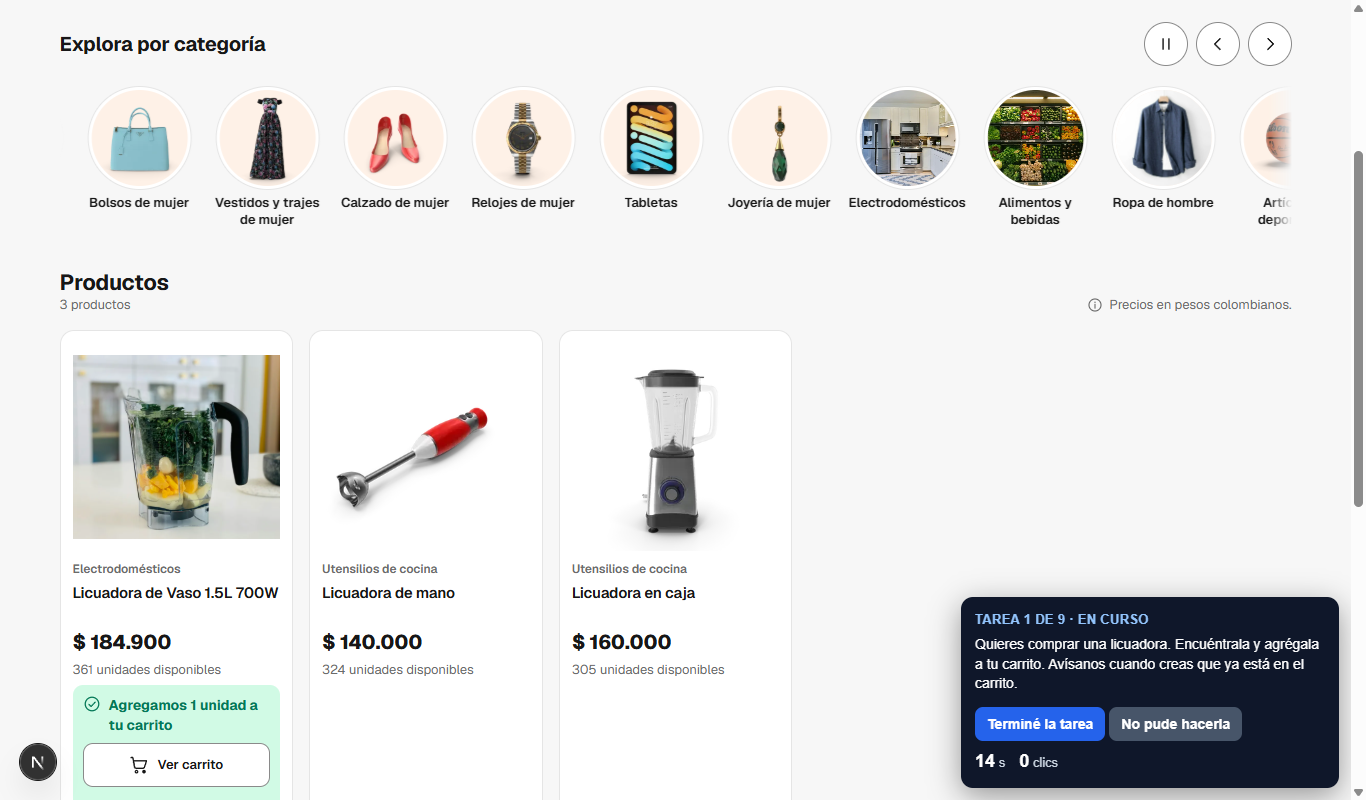 Explora por categoría
Bolsos de mujer
Vestidos y trajes
de mujer
Calzado de mujer
Relojes de mujer
Tabletas
Joyería de mujer
Electrodomésticos
Alimentos y
bebidas
Ropa de hombre
Productos
3 productos
Precios en pesos colombianos.
Electrodomésticos
Licuadora de Vaso 1.5L 700W
$ 184.900
361 unidades disponibles
Agregamos 1 unidad a
tu carrito
Ver carrito
Utensilios de cocina
Licuadora de mano
$ 140.000
324 unidades disponibles
Utensilios de cocina
Licuadora en caja
$ 160.000
305 unidades disponibles
TAREA 1 DE 9 · EN CURSO
Quieres comprar una licuadora. Encuéntrala y agrégala
a tu carrito. Avísanos cuando creas que ya está en el
carrito.
Terminé la tarea
No pude hacerla
14 s 0 clics
N